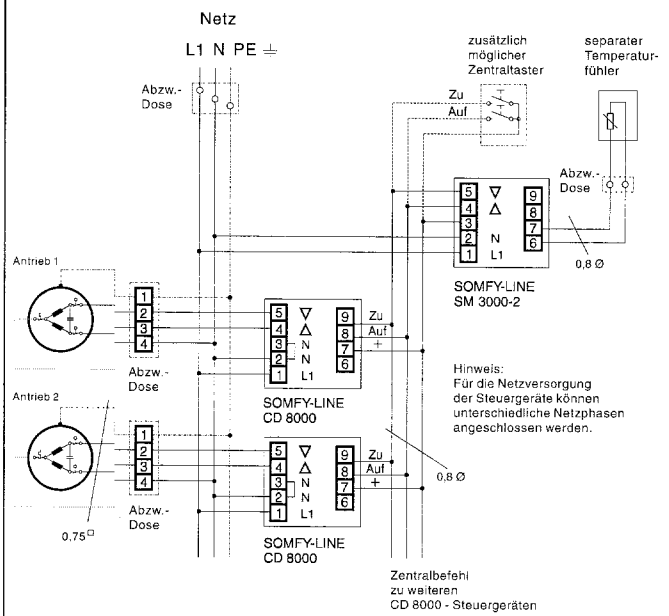 Netz
L1 N PE
Abzw.-
Dose
zusätzlich
möglicher
Zentraltaster
separater
Temperatur-
fühler
Zu
Auf
Abzw.-
Dose
5
4
3
2 N
1 L1
9
8
7
6
0,8 Ø
SOMFY-LINE
SM 3000-2
Antrieb 1
1
2
3
4
Abzw.-
Dose
5
4
3 N
2 N
1 L1
9 Zu
8 Auf
7 +
6
SOMFY-LINE
CD 8000
Hinweis:
Für die Netzversorgung
der Steuergeräte können
unterschiedliche Netzphasen
angeschlossen werden.
Antrieb 2
1
2
3
4
Abzw.-
Dose
0,75
5
4
3 N
2 N
1 L1
9 Zu
8 Auf
7 +
6
0,8 Ø
SOMFY-LINE
CD 8000
Zentralbefehl
zu weiteren
CD 8000 - Steuergeräten